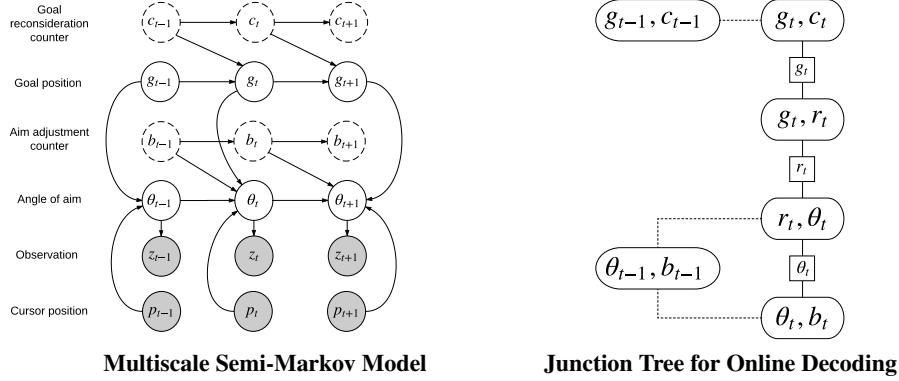 Goal
reconsideration
counter
c_{t-1} c_t c_{t+1}
Goal position
g_{t-1} g_t g_{t+1}
Aim adjustment
counter
b_{t-1} b_t b_{t+1}
Angle of aim
θ_{t-1} θ_t θ_{t+1}
Observation
z_{t-1} z_t z_{t+1}
Cursor position
p_{t-1} p_t p_{t+1}
Multiscale Semi-Markov Model
g_{t-1}, c_{t-1} g_t, c_t
g_t
g_t, r_t
r_t
r_t, θ_t
θ_{t-1}, b_{t-1}
θ_t
θ_t, b_t
Junction Tree for Online Decoding